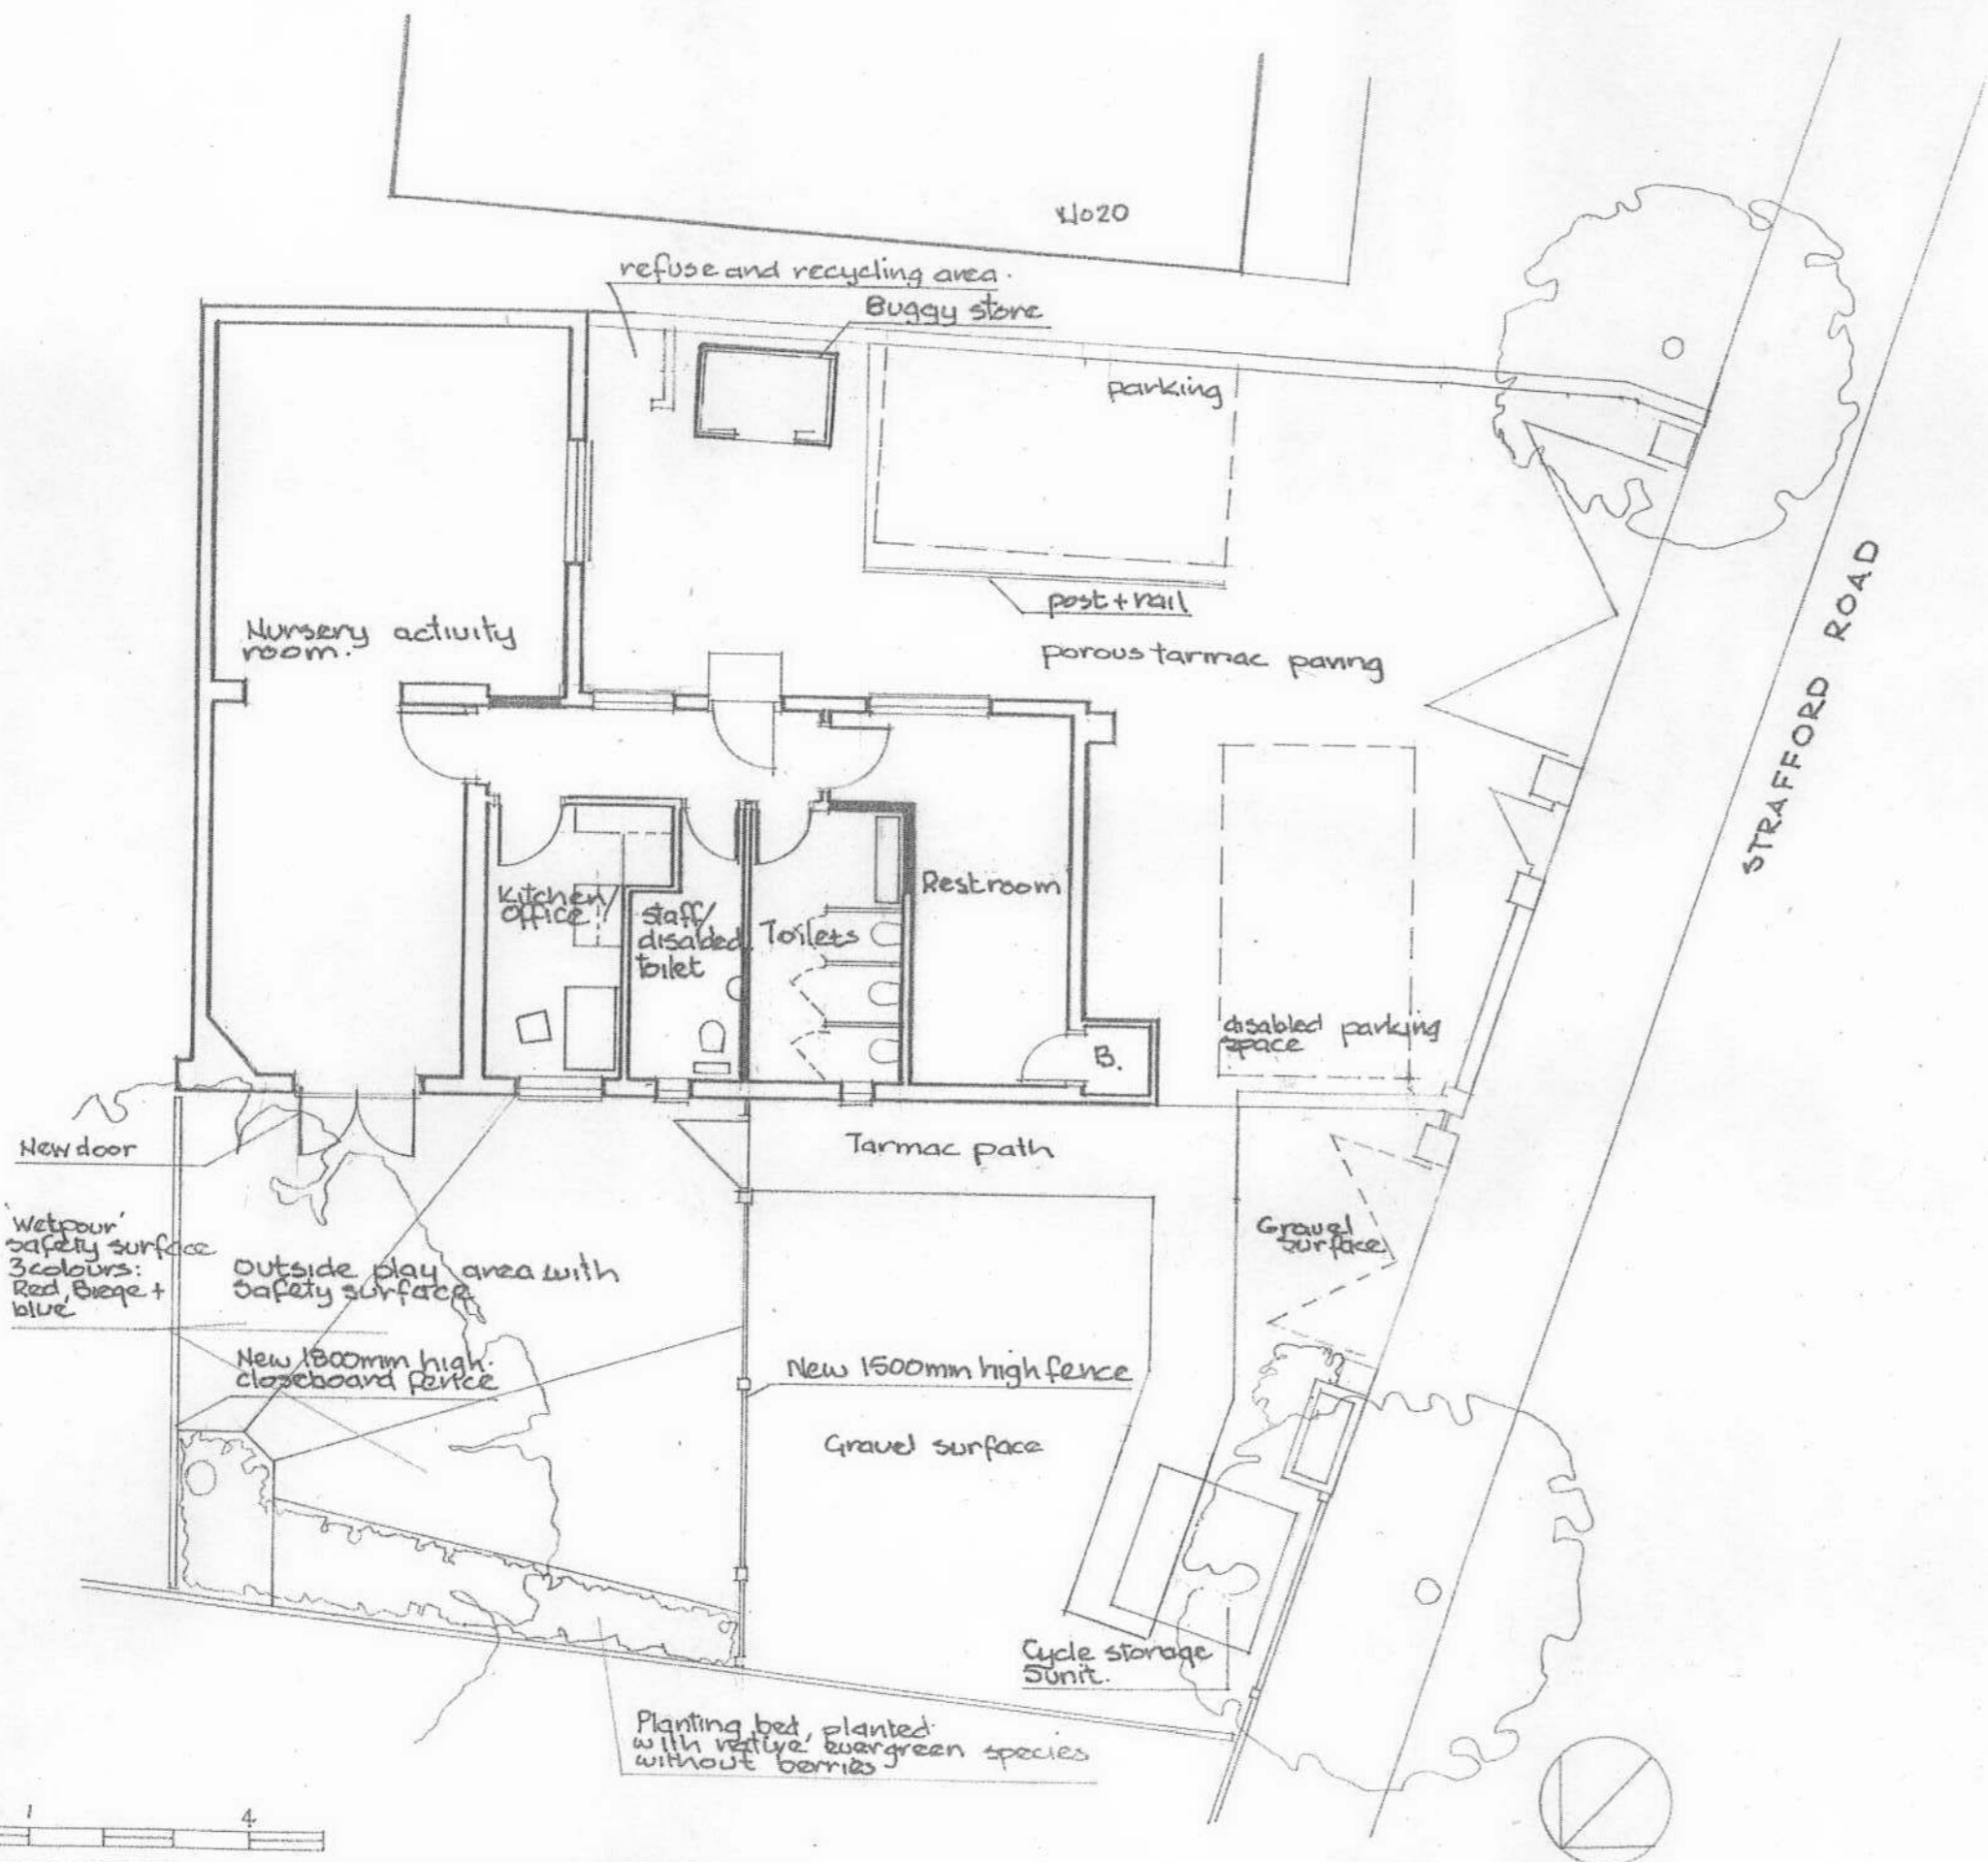 No20
refuse and recycling area.
Buggy store
parking
post + rail
porous tarmac paving
STRAFFORD ROAD
Nursery activity
room.
Kitchen/
office
staff/
disabled
toilet
Toilets
Restroom
B.
disabled parking
space
New door
Tarmac path
'Wetpour'
safety surface
3 colours:
Red, Biege +
blue
Outside play area with
safety surface
Gravel
surface
New 1800mm high
closeboard fence
New 1500mm high fence
Gravel surface
Cycle storage
5unit.
Planting bed, planted
with native evergreen species
without berries
1
4